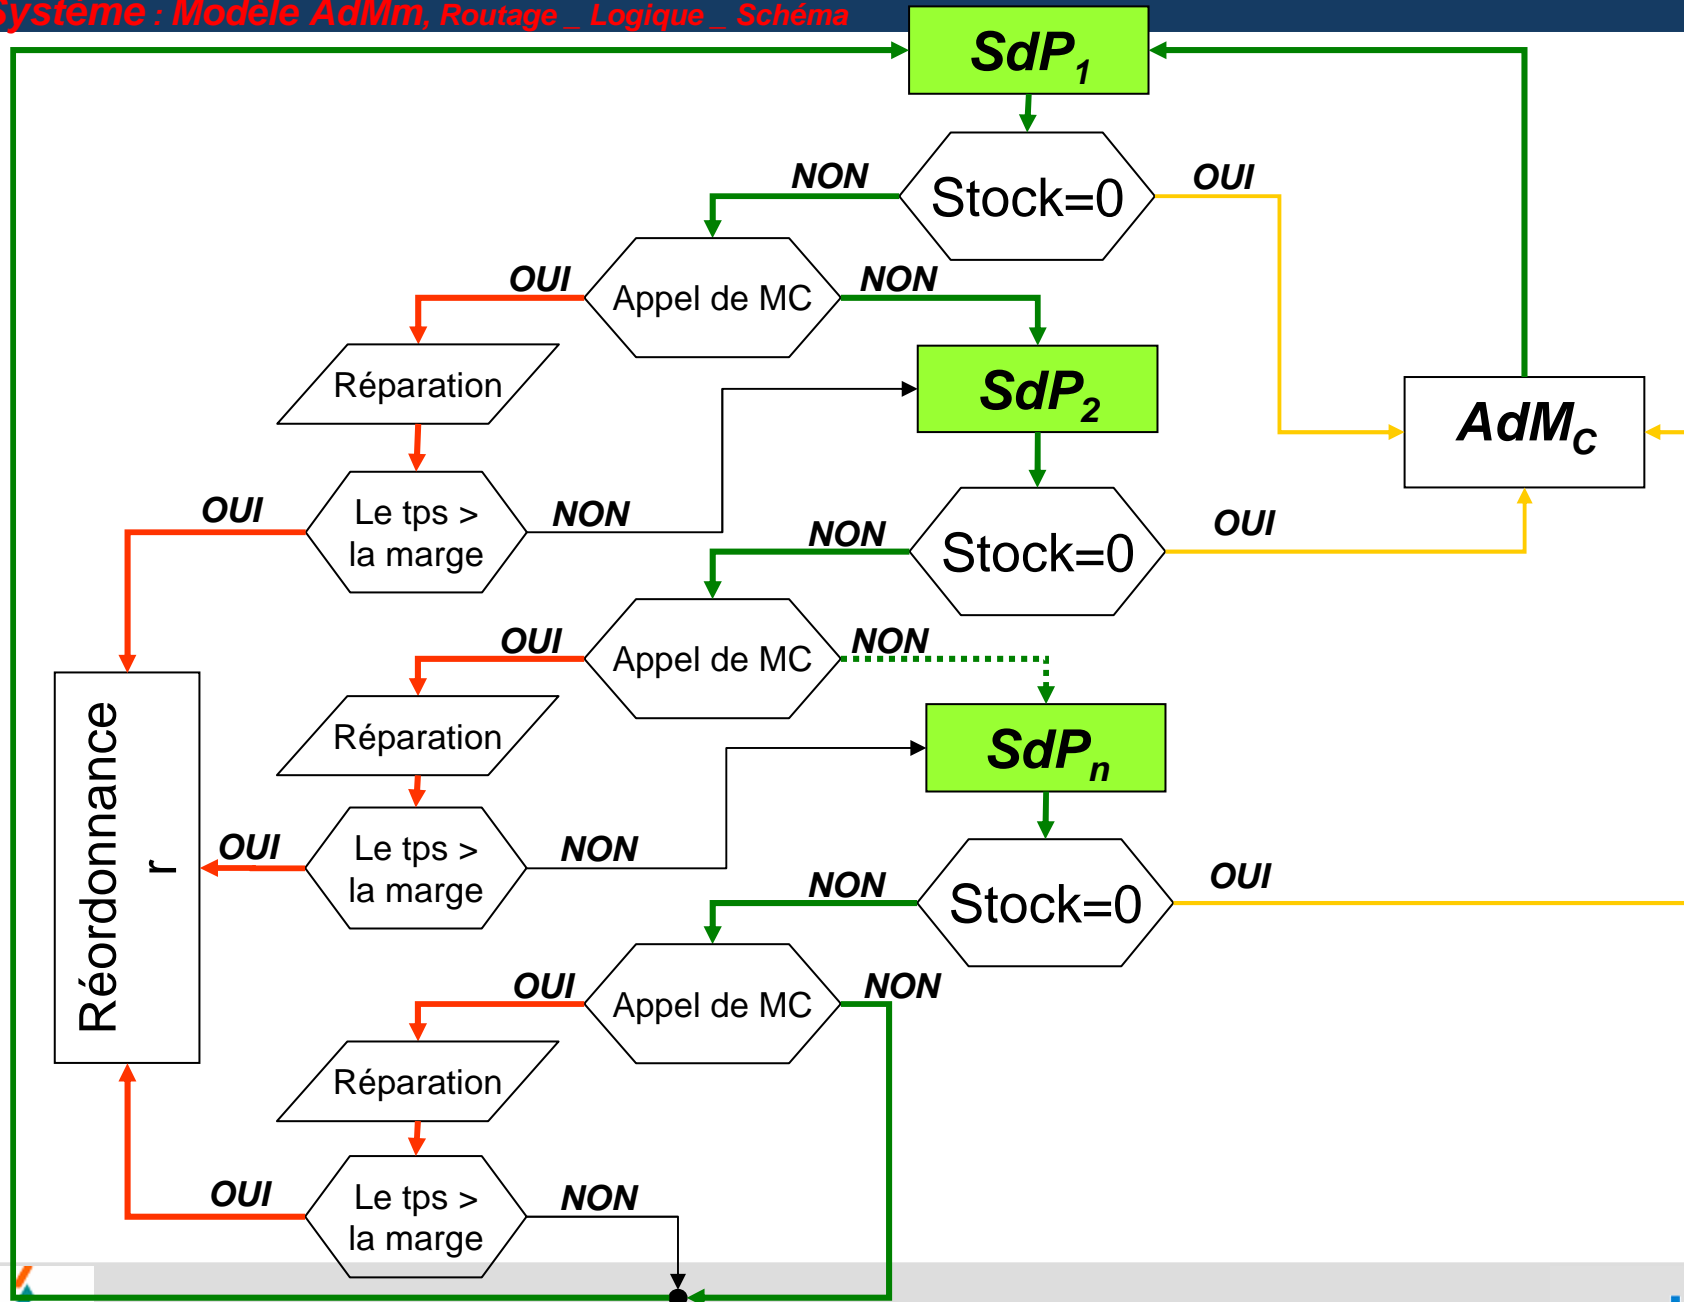 Système : Modèle AdMm, Routage _ Logique _ Schéma
SdP1
NON
Stock=0
OUI
OUI
Appel de MC
NON
Réparation
SdP2
AdMC
OUI
Le tps >
la marge
NON
NON
Stock=0
OUI
OUI
Appel de MC
NON
Réparation
SdPn
Réordonnance
r
OUI
Le tps >
la marge
NON
NON
Stock=0
OUI
OUI
Appel de MC
NON
Réparation
OUI
Le tps >
la marge
NON